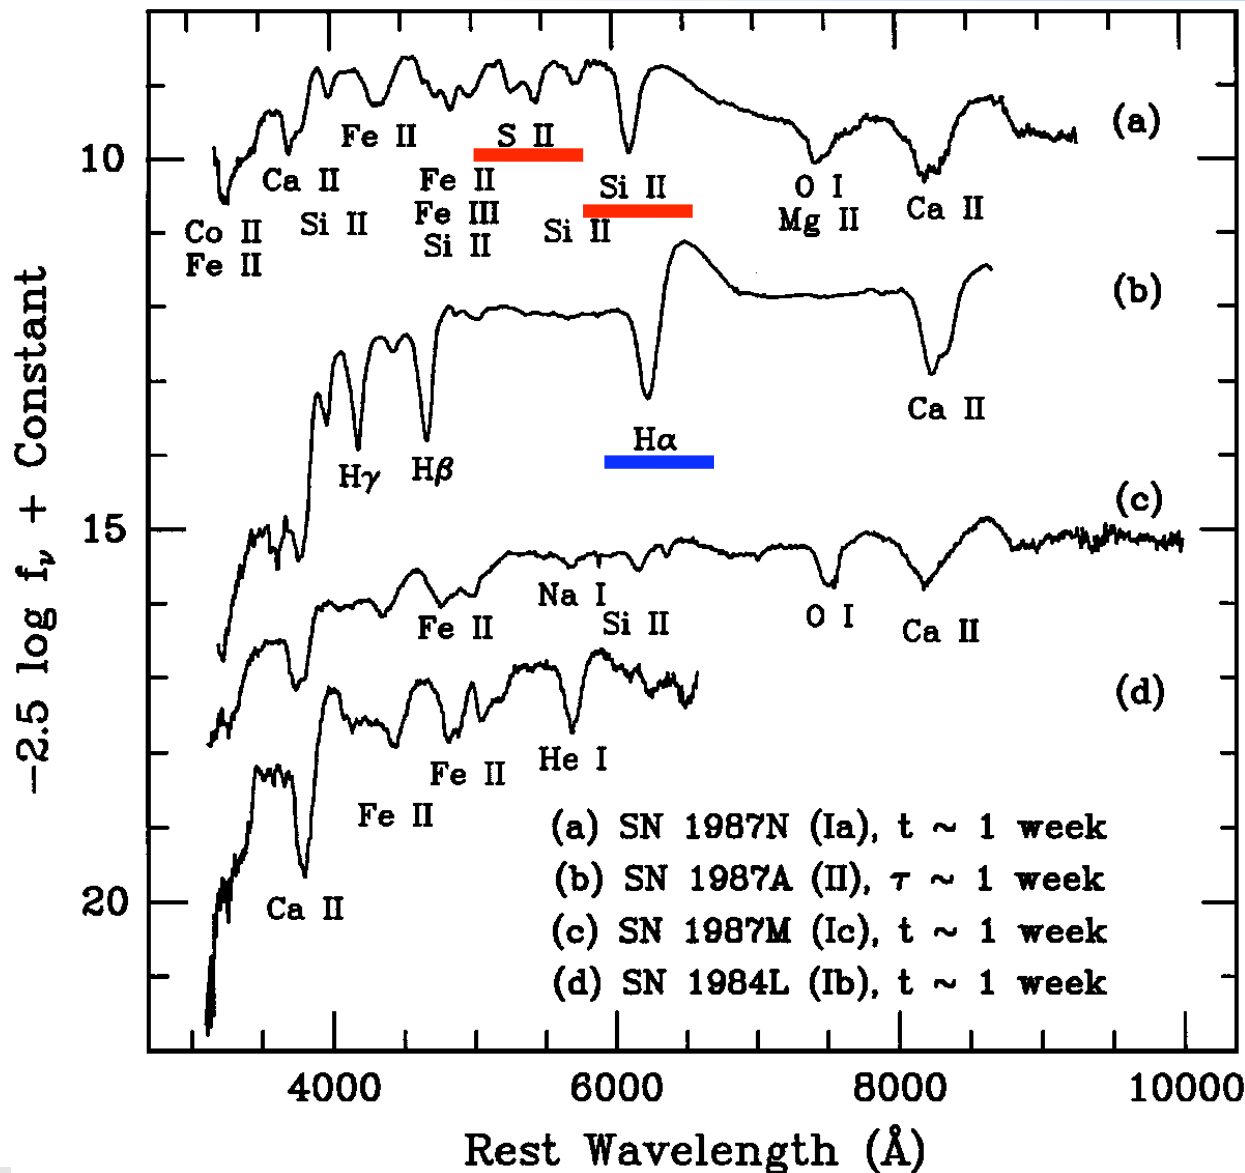 (a)
Fe II
S II
10
Ca II
Fe II
Si II
O I
Si II
Fe III
Mg II
Ca II
Co II
Si II
Si II
Fe II
(b)
Ca II
Hα
Hγ
Hβ
(c)
15
Na I
Fe II
Si II
O I
Ca II
(d)
He I
Fe II
Fe II
(a) SN 1987N (Ia), t ~ 1 week
(b) SN 1987A (II), τ ~ 1 week
20
Ca II
(c) SN 1987M (Ic), t ~ 1 week
(d) SN 1984L (Ib), t ~ 1 week
-2.5 log fν + Constant
4000
6000
8000
10000
Rest Wavelength (Å)